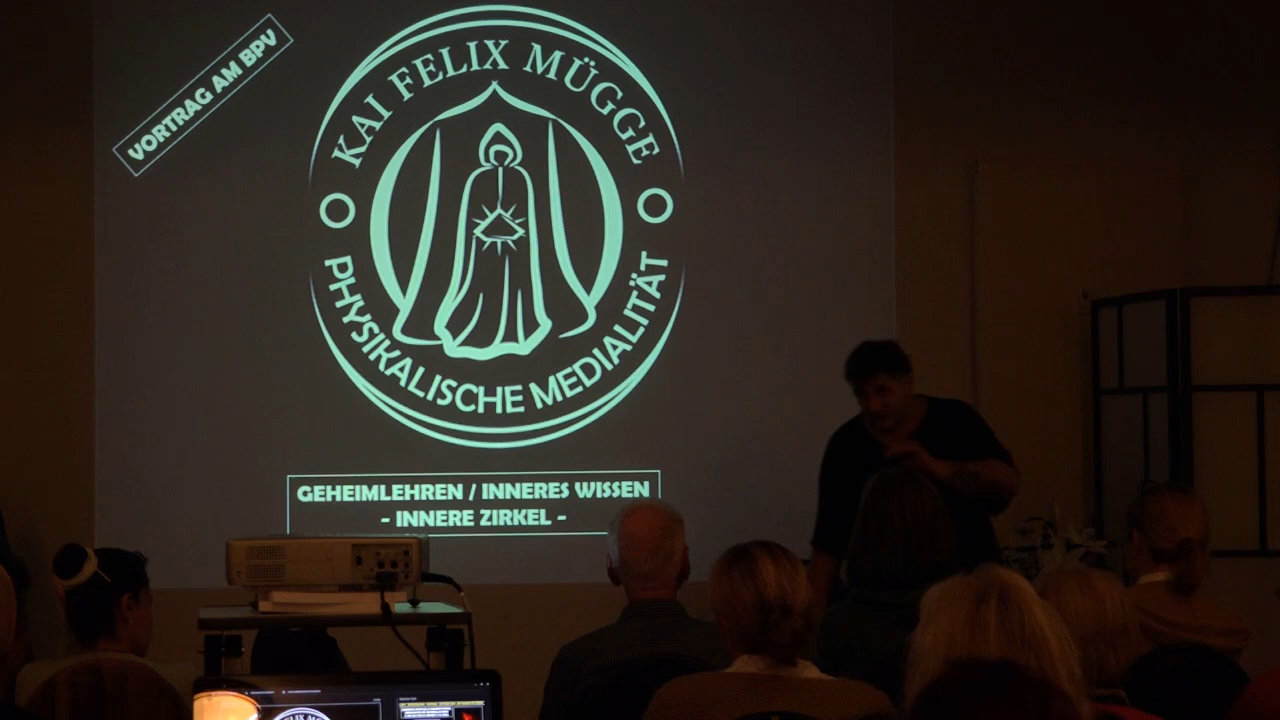 VORTRAG AM BPV
KAI FELIX MÜGGE
PHYSIKALISCHE MEDIALITÄT
GEHEIMLEHREN / INNERES WISSEN
- INNERE ZIRKEL -